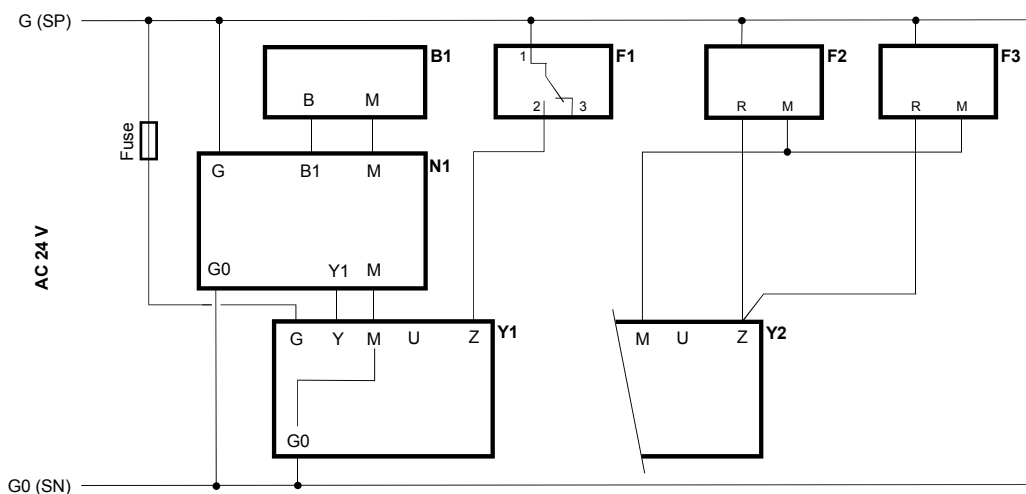 G (SP)
B1
F1
F2
F3
1
B M
2 3
R M
R M
Fuse
N1
G B1 M
AC 24 V
G0 Y1 M
Y1
G Y M U Z
Y2
M U Z
G0
G0 (SN)